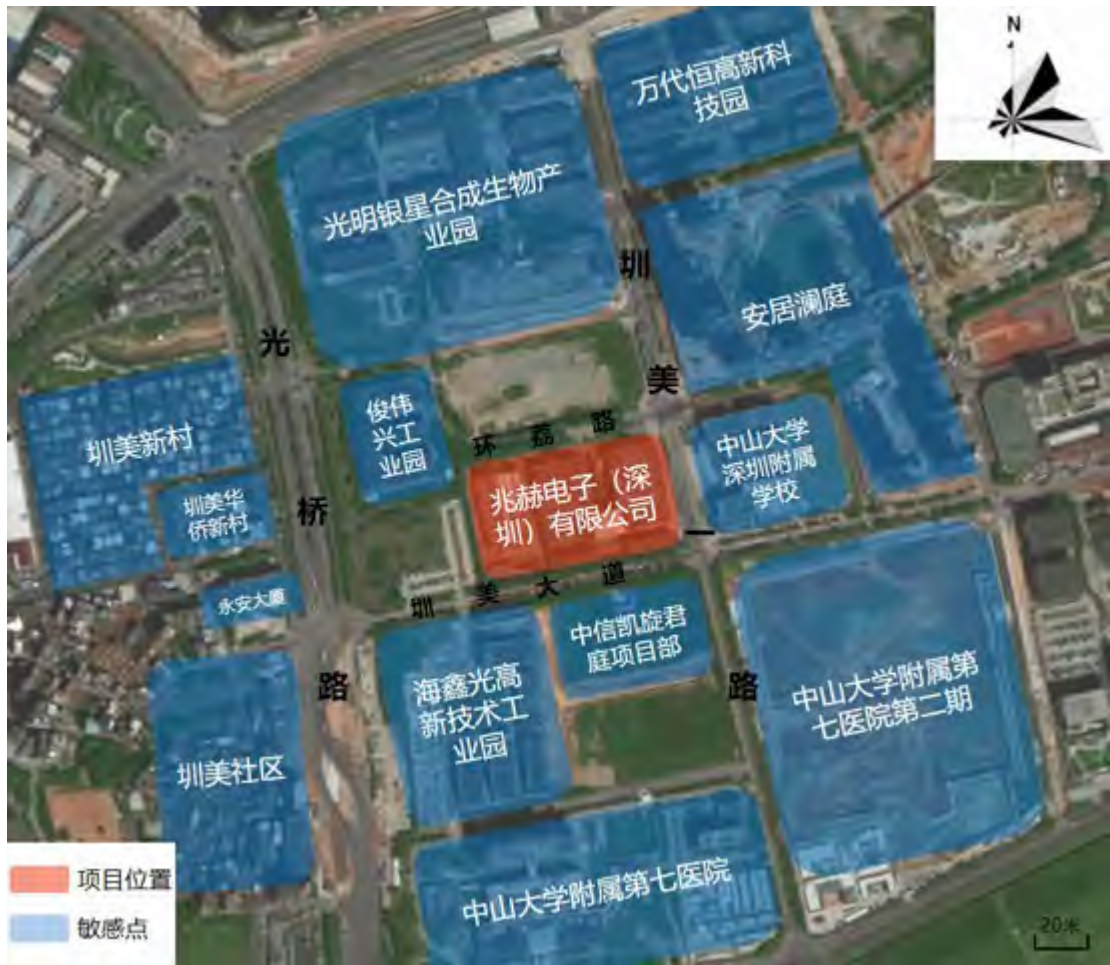 N
万代恒高新科
技园
光明银星合成生物产
业园
圳
安居澜庭
光
美
俊伟
兴工
业园
环荔路
圳美新村
中山大学
深圳附属
学校
兆赫电子（深
圳）有限公司
圳美华
侨新村
桥
一
永安大厦
圳美大道
中信凯旋君
庭项目部
海鑫光高
新技术工
业园
路
路
中山大学附属第
七医院第二期
圳美社区
中山大学附属第七医院
项目位置
敏感点
20米